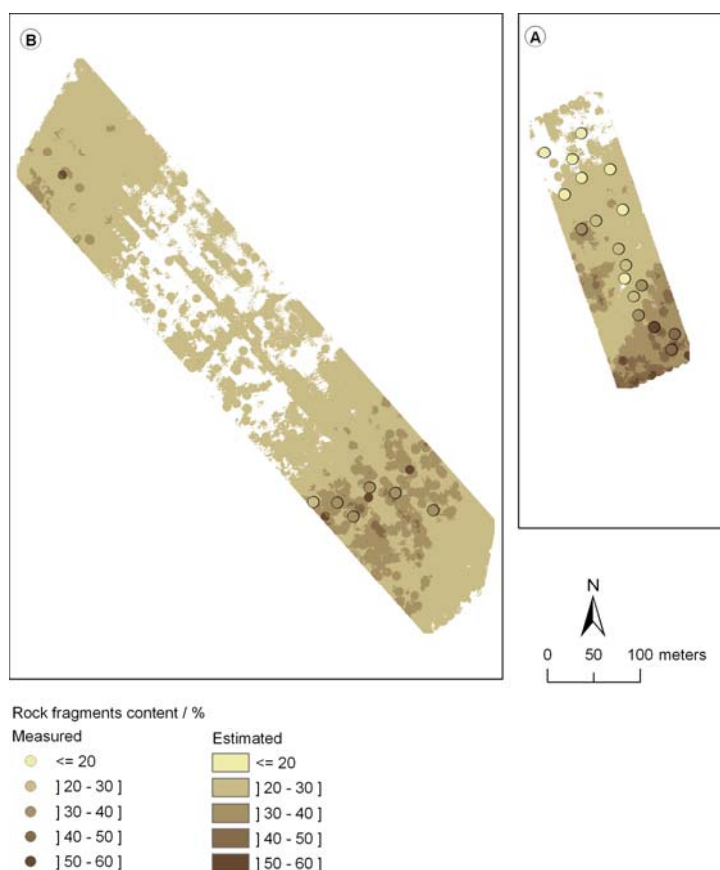 B
A
N
0 50 100 meters
Rock fragments content / %
Measured Estimated
<= 20 <= 20
] 20 - 30 ] ] 20 - 30 ]
] 30 - 40 ] ] 30 - 40 ]
] 40 - 50 ] ] 40 - 50 ]
] 50 - 60 ] ] 50 - 60 ]